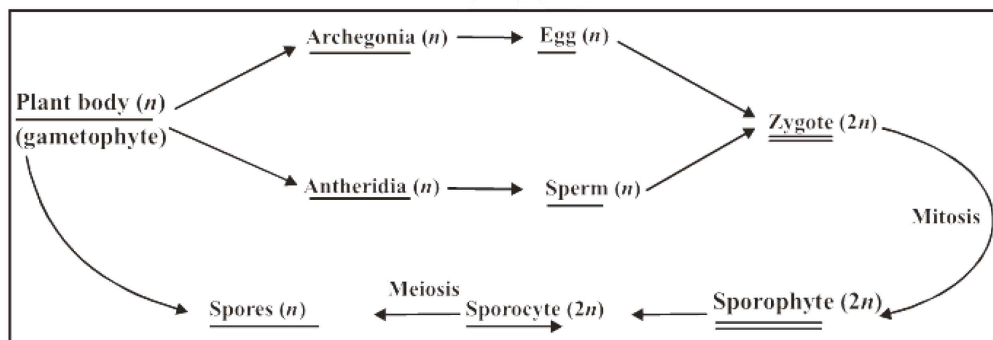 Archegonia (n)
Egg (n)
Plant body (n)
(gametophyte)
Zygote (2n)
Antheridia (n)
Sperm (n)
Mitosis
Meiosis
Spores (n)
Sporocyte (2n)
Sporophyte (2n)